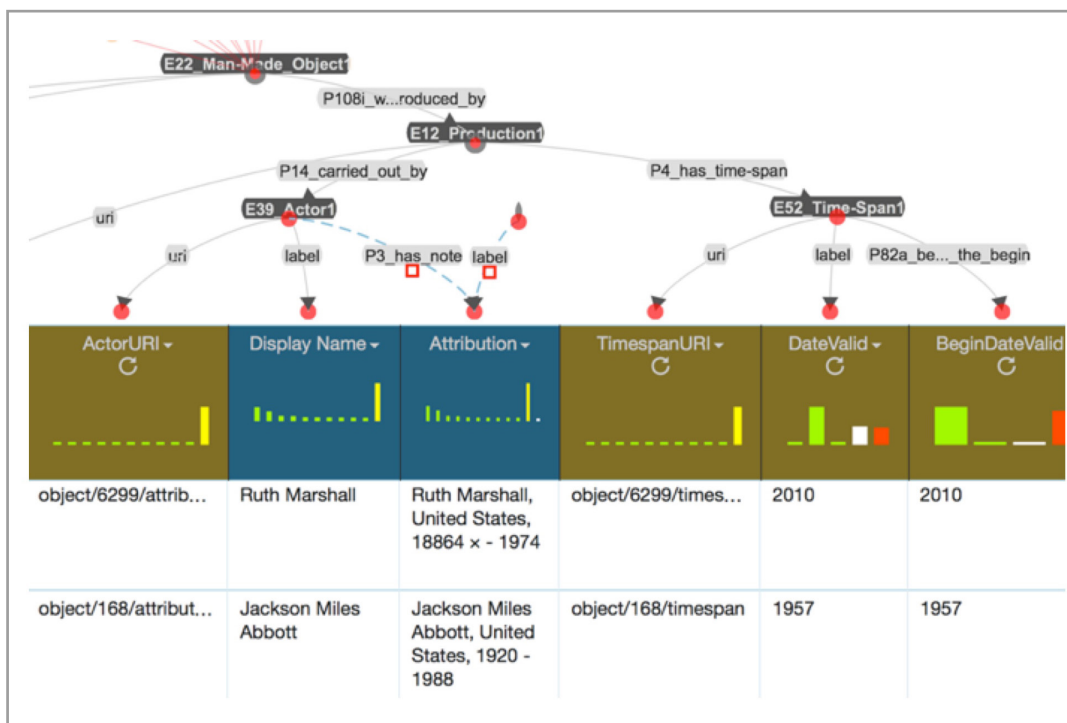 E22_Man-Made_Object1
P108i_w...roduced_by
E12_Production1
P14_carried_out_by
P4_has_time-span
uri
E39_Actor1
E52_Time-Span1
uri
label
P3_has_note
label
uri
label
P82a_be..._the_begin
ActorURI
Display Name
Attribution
TimespanURI
DateValid
BeginDateValid
object/6299/attrib...
Ruth Marshall
Ruth Marshall,
United States,
18864 × - 1974
object/6299/times...
2010
2010
object/168/attribut...
Jackson Miles
Abbott
Jackson Miles
Abbott, United
States, 1920 -
1988
object/168/timespan
1957
1957